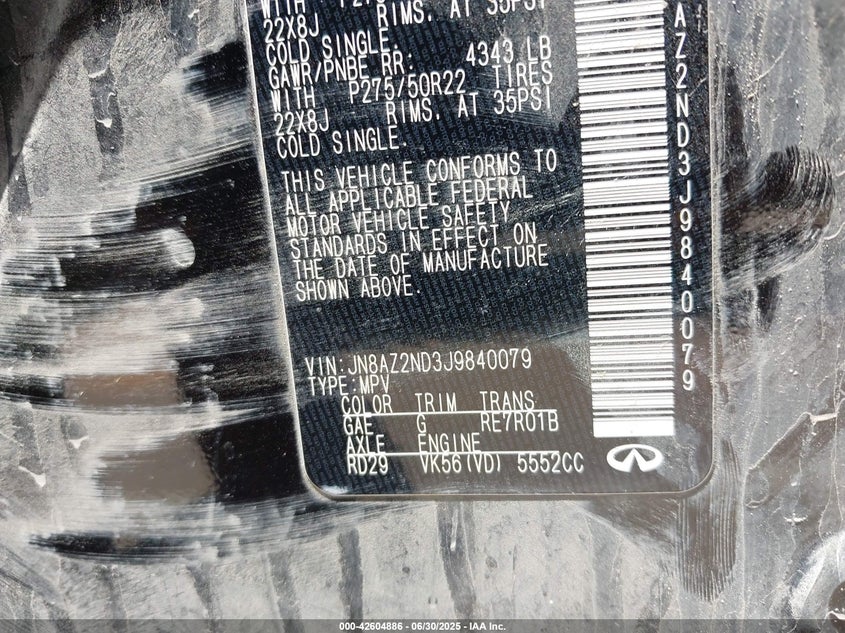 WITH P275
22X8J RIMS. AT 35PSI
COLD SINGLE.
GAWR/PNBE RR: 4343 LB
WITH P275/50R22 TIRES
22X8J RIMS. AT 35PSI
COLD SINGLE.
THIS VEHICLE CONFORMS TO
ALL APPLICABLE FEDERAL
MOTOR VEHICLE SAFETY
STANDARDS IN EFFECT ON
THE DATE OF MANUFACTURE
SHOWN ABOVE.
VIN:JN8AZ2ND3J9840079
TYPE:MPV
COLOR TRIM TRANS
GAE G RE7R01B
AXLE ENGINE
RD29 VK56(VD) 5552CC
AZ2ND3J9840079
000-42604886 - 06/30/2025 - IAA Inc.